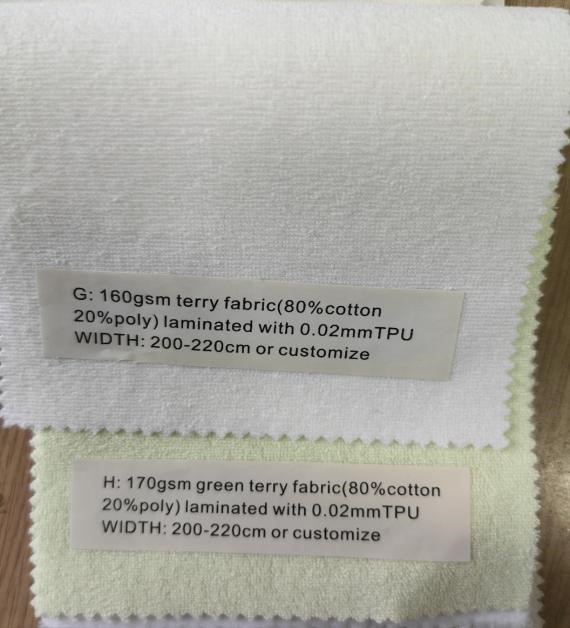 G: 160gsm terry fabric(80%cotton
20%poly) laminated with 0.02mmTPU
WIDTH: 200-220cm or customize
H: 170gsm green terry fabric(80%cotton
20%poly) laminated with 0.02mmTPU
WIDTH: 200-220cm or customize